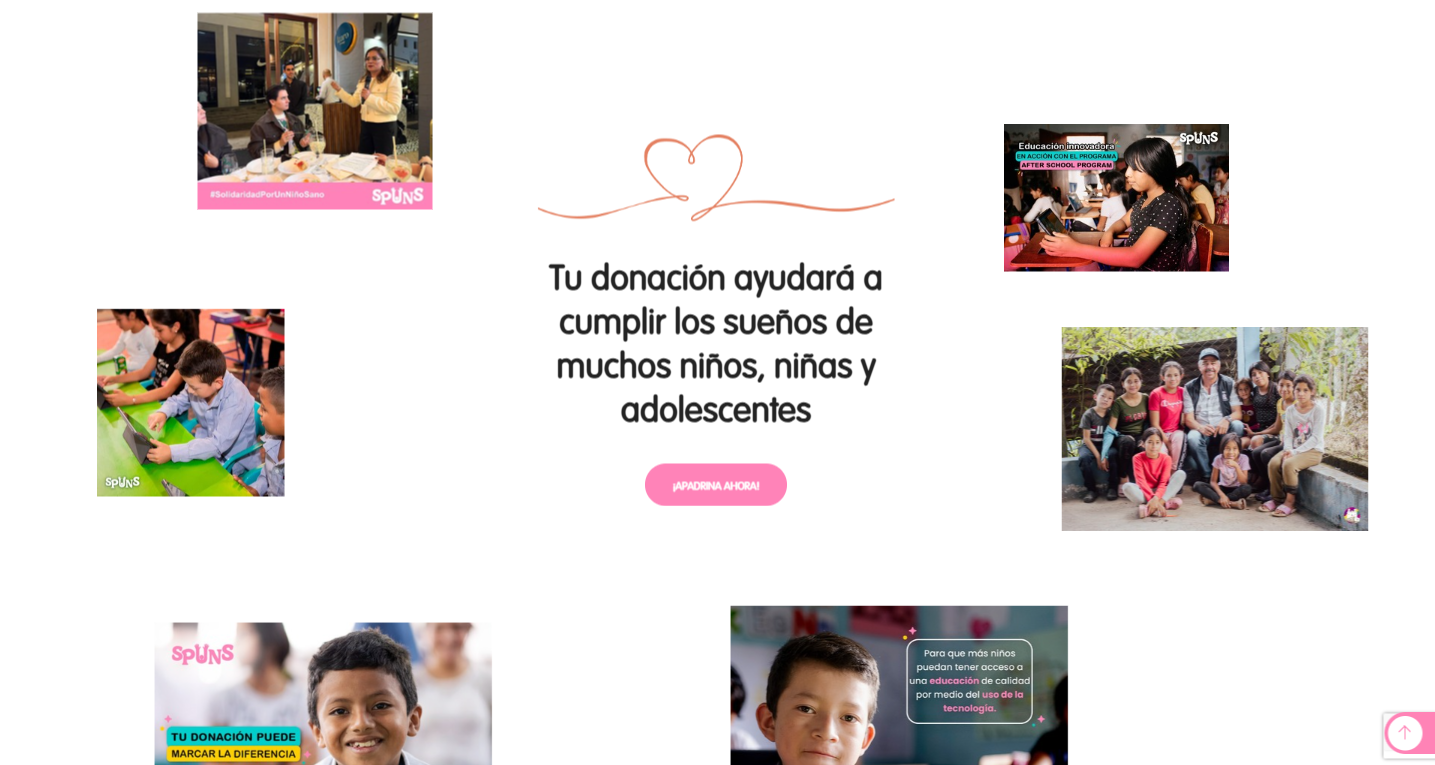 #SolidaridadPorUnNiñoSano
SPUNS
Educación innovadora
EN ACCIÓN CON EL PROGRAMA
AFTER SCHOOL PROGRAM
SPUNS
Tu donación ayudará a
cumplir los sueños de
muchos niños, niñas y
adolescentes
¡APADRINA AHORA!
SPUNS
SPUNS
TU DONACIÓN PUEDE
MARCAR LA DIFERENCIA
Para que más niños
puedan tener acceso a
una educación de calidad
por medio del uso de la
tecnología.